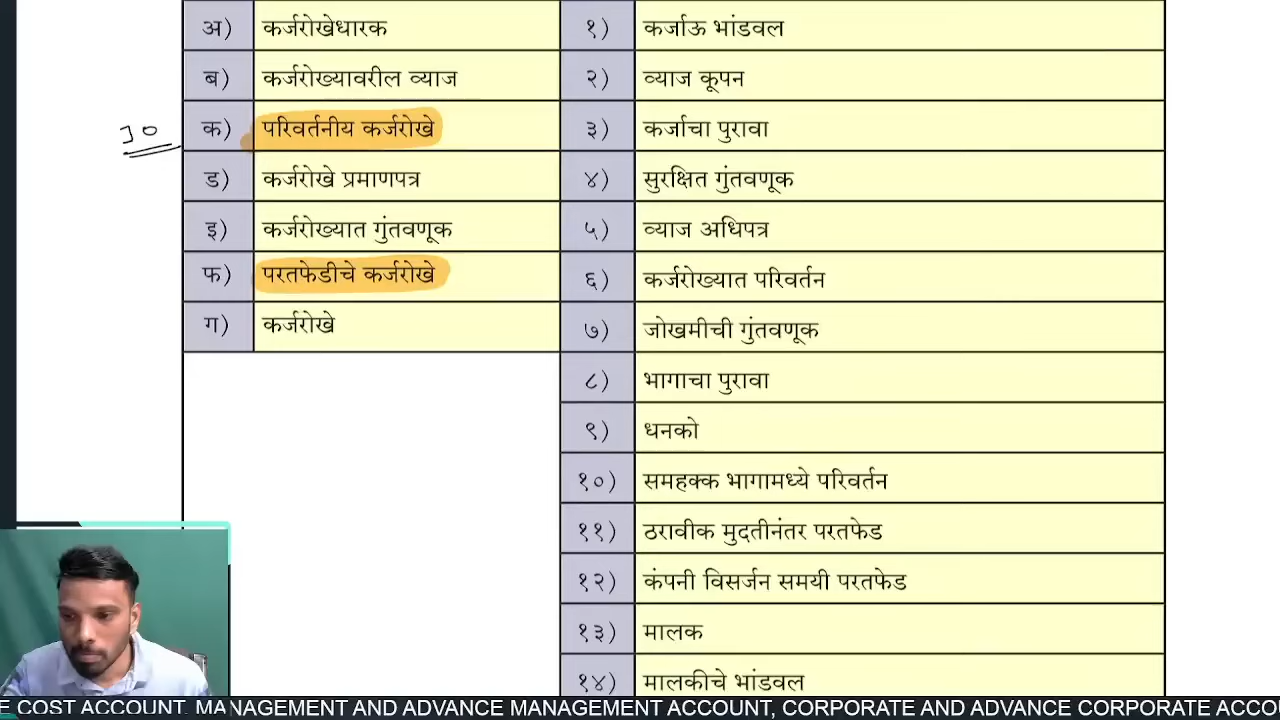 अ) कर्जरोखेधारक १) कर्जाऊ भांडवल
ब) कर्जरोख्यावरील व्याज २) व्याज कूपन
१० क) परिवर्तनीय कर्जरोखे ३) कर्जाचा पुरावा
ड) कर्जरोखे प्रमाणपत्र ४) सुरक्षित गुंतवणूक
इ) कर्जरोख्यात गुंतवणूक ५) व्याज अधिपत्र
फ) परतफेडीचे कर्जरोखे ६) कर्जरोख्यात परिवर्तन
ग) कर्जरोखे ७) जोखमीची गुंतवणूक
८) भागाचा पुरावा
९) धनको
१०) समहक्क भागामध्ये परिवर्तन
११) ठरावीक मुदतीनंतर परतफेड
१२) कंपनी विसर्जन समयी परतफेड
१३) मालक
१४) मालकीचे भांडवल
E COST ACCOUNT, MANAGEMENT AND ADVANCE MANAGEMENT ACCOUNT, CORPORATE AND ADVANCE CORPORATE ACCO